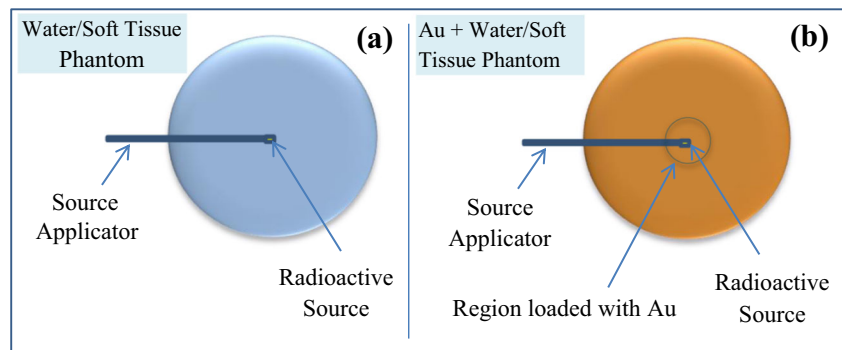 Water/Soft Tissue
Phantom
(a)
Source
Applicator
Radioactive
Source
Au + Water/Soft
Tissue Phantom
(b)
Source
Applicator
Region loaded with Au
Radioactive
Source